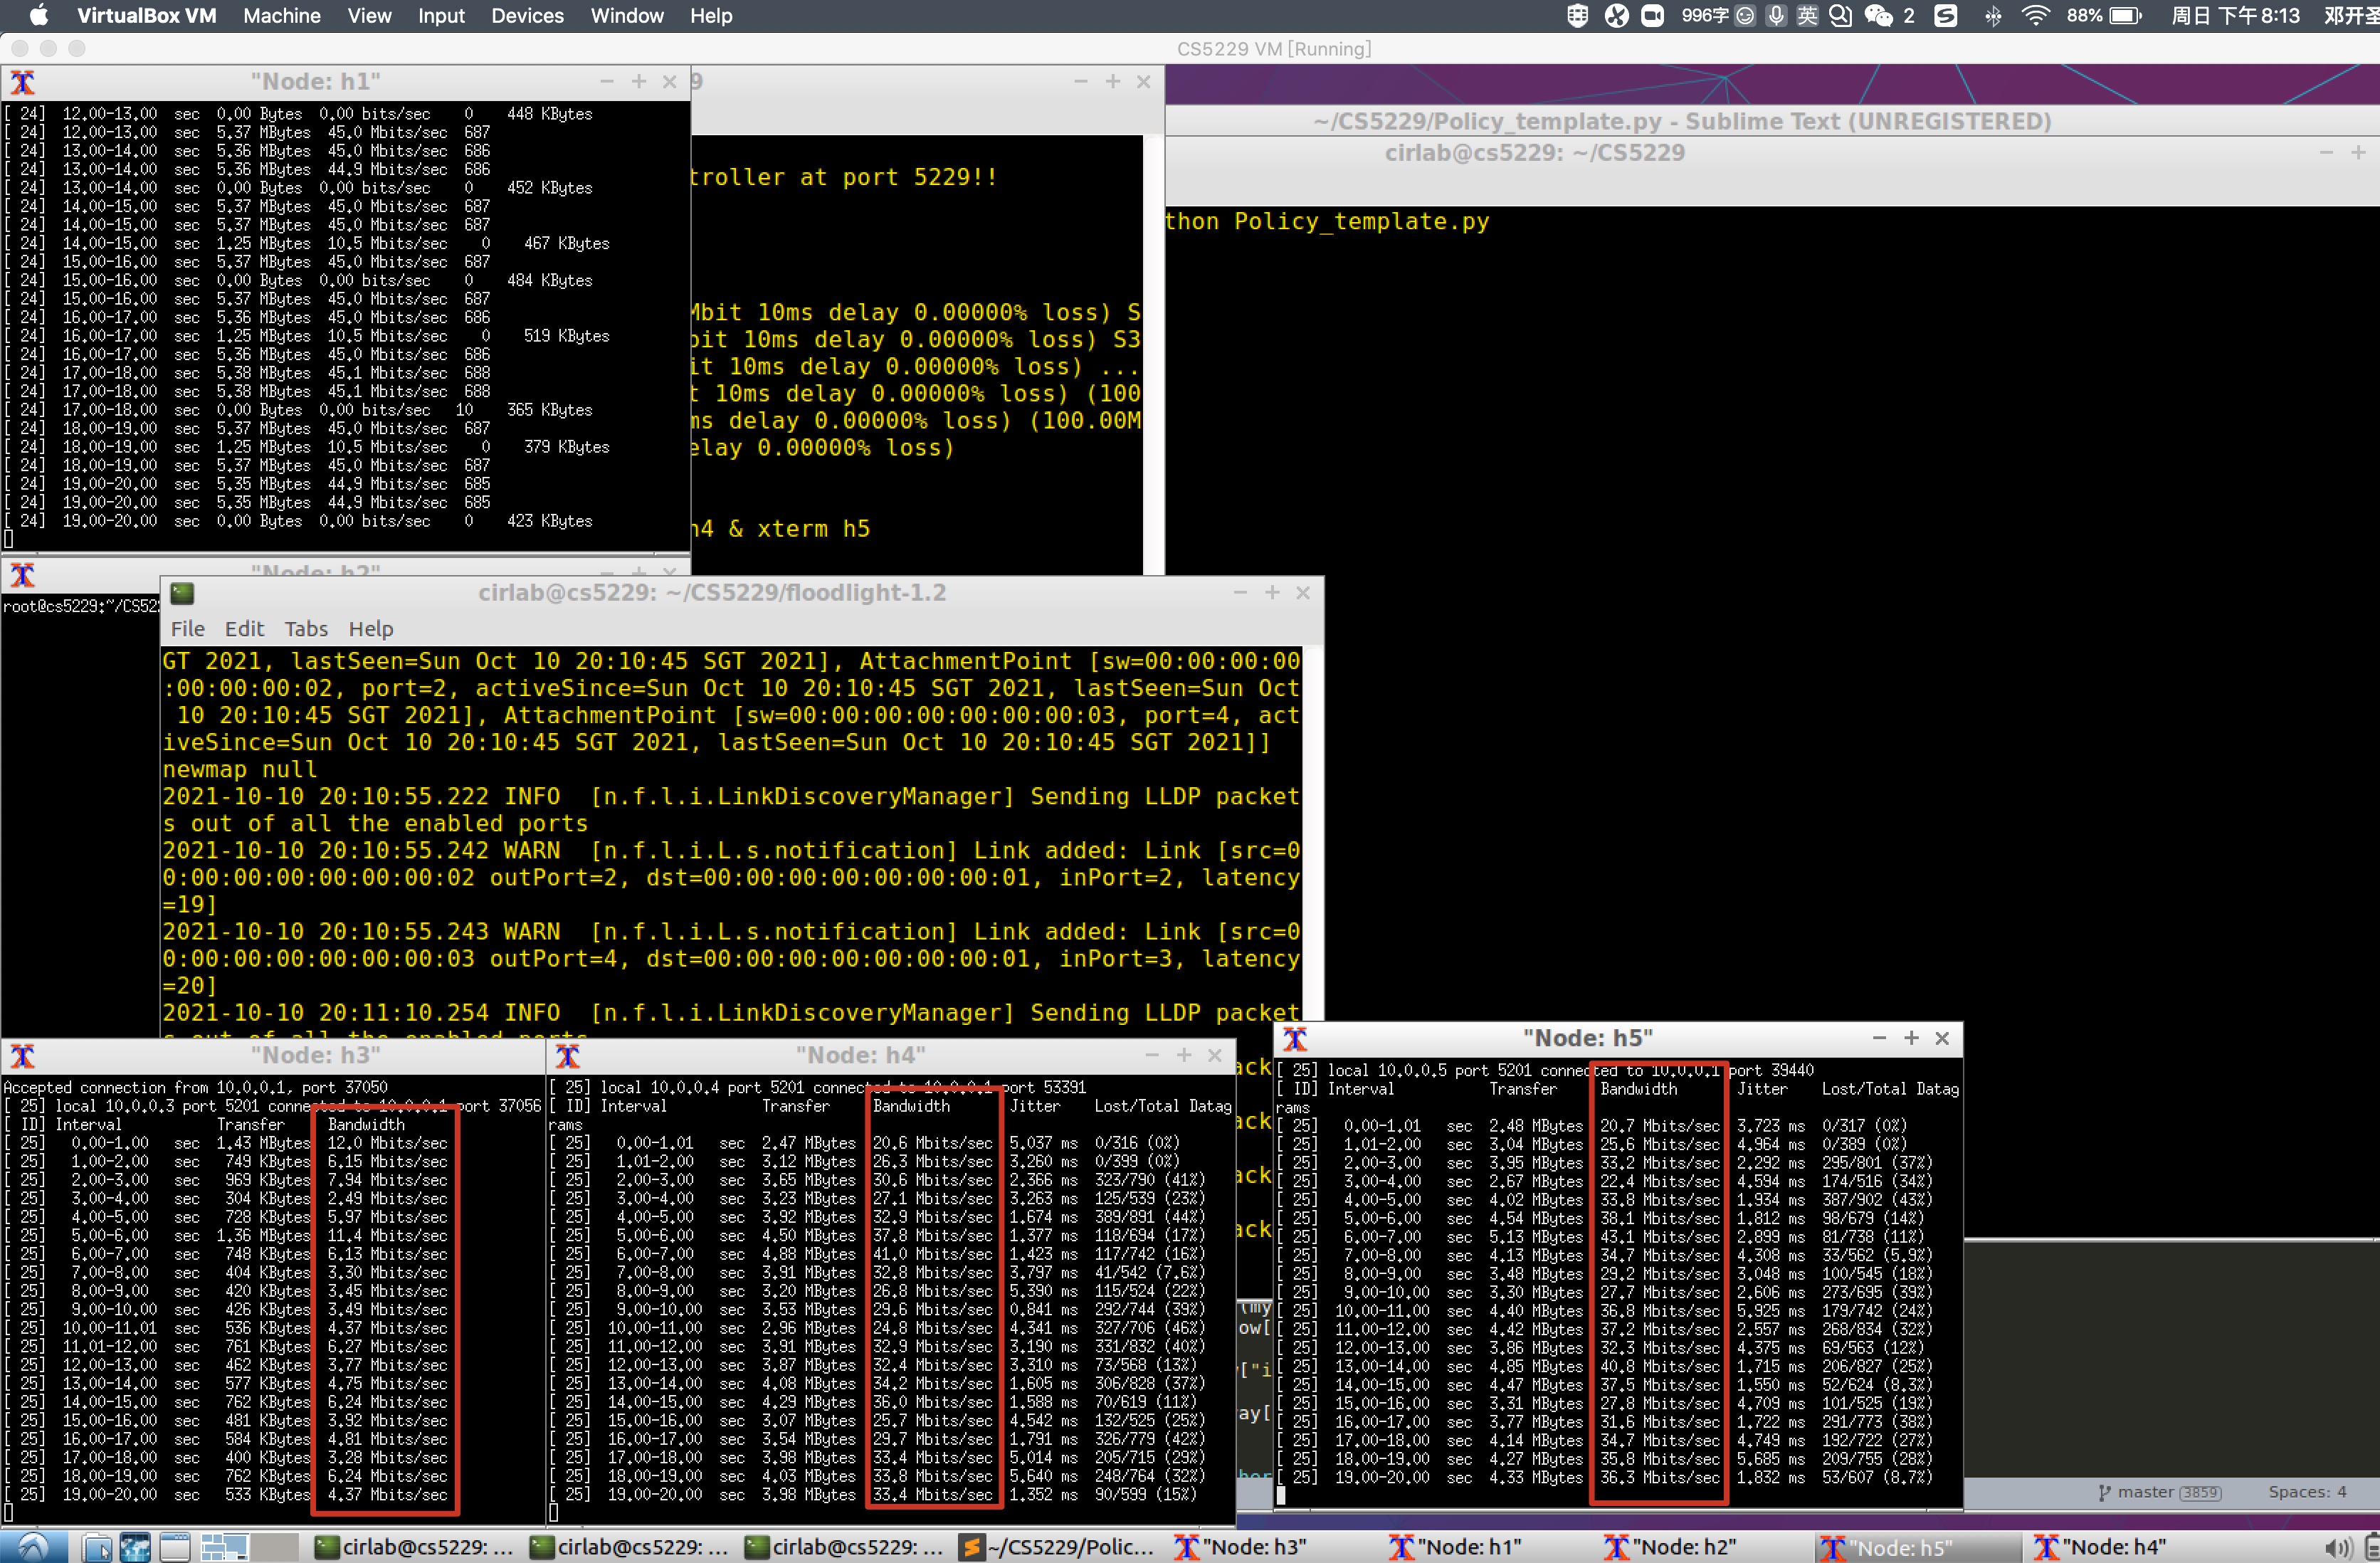 VirtualBox VM Machine View Input Devices Window Help 996字 英 2 88% 周日 下午 8:13 邓开圣
CS5229 VM [Running]
"Node: h1"
[ 24] 12.00-13.00 sec 0.00 Bytes 0.00 bits/sec 0 448 KBytes
[ 24] 12.00-13.00 sec 5.37 MBytes 45.0 Mbits/sec 687
[ 24] 13.00-14.00 sec 5.36 MBytes 45.0 Mbits/sec 686
[ 24] 13.00-14.00 sec 5.36 MBytes 44.9 Mbits/sec 686
[ 24] 13.00-14.00 sec 0.00 Bytes 0.00 bits/sec 0 452 KBytes
[ 24] 14.00-15.00 sec 5.37 MBytes 45.0 Mbits/sec 687
[ 24] 14.00-15.00 sec 5.37 MBytes 45.0 Mbits/sec 687
[ 24] 14.00-15.00 sec 1.25 MBytes 10.5 Mbits/sec 0 467 KBytes
[ 24] 15.00-16.00 sec 5.37 MBytes 45.0 Mbits/sec 687
[ 24] 15.00-16.00 sec 0.00 Bytes 0.00 bits/sec 0 484 KBytes
[ 24] 15.00-16.00 sec 5.37 MBytes 45.0 Mbits/sec 687
[ 24] 16.00-17.00 sec 5.36 MBytes 45.0 Mbits/sec 686
[ 24] 16.00-17.00 sec 1.25 MBytes 10.5 Mbits/sec 0 519 KBytes
[ 24] 16.00-17.00 sec 5.36 MBytes 45.0 Mbits/sec 686
[ 24] 17.00-18.00 sec 5.38 MBytes 45.1 Mbits/sec 688
[ 24] 17.00-18.00 sec 5.38 MBytes 45.1 Mbits/sec 688
[ 24] 17.00-18.00 sec 0.00 Bytes 0.00 bits/sec 10 365 KBytes
[ 24] 18.00-19.00 sec 5.37 MBytes 45.0 Mbits/sec 687
[ 24] 18.00-19.00 sec 1.25 MBytes 10.5 Mbits/sec 0 379 KBytes
[ 24] 18.00-19.00 sec 5.37 MBytes 45.0 Mbits/sec 687
[ 24] 19.00-20.00 sec 5.35 MBytes 44.9 Mbits/sec 685
[ 24] 19.00-20.00 sec 5.35 MBytes 44.9 Mbits/sec 685
[ 24] 19.00-20.00 sec 0.00 Bytes 0.00 bits/sec 0 423 KBytes
9
troller at port 5229!!
Mbit 10ms delay 0.00000% loss) S
bit 10ms delay 0.00000% loss) S3
it 10ms delay 0.00000% loss) ...
t 10ms delay 0.00000% loss) (100
ms delay 0.00000% loss) (100.00M
elay 0.00000% loss)
h4 & xterm h5
~/CS5229/Policy_template.py - Sublime Text (UNREGISTERED)
cirlab@cs5229: ~/CS5229
thon Policy_template.py
"Node: h2"
root@cs5229:~/CS52
cirlab@cs5229: ~/CS5229/floodlight-1.2
File Edit Tabs Help
GT 2021, lastSeen=Sun Oct 10 20:10:45 SGT 2021], AttachmentPoint [sw=00:00:00:00
:00:00:00:02, port=2, activeSince=Sun Oct 10 20:10:45 SGT 2021, lastSeen=Sun Oct
10 20:10:45 SGT 2021], AttachmentPoint [sw=00:00:00:00:00:00:00:03, port=4, act
iveSince=Sun Oct 10 20:10:45 SGT 2021, lastSeen=Sun Oct 10 20:10:45 SGT 2021]]
newmap null
2021-10-10 20:10:55.222 INFO [n.f.l.i.LinkDiscoveryManager] Sending LLDP packet
s out of all the enabled ports
2021-10-10 20:10:55.242 WARN [n.f.l.i.L.s.notification] Link added: Link [src=0
0:00:00:00:00:00:00:02 outPort=2, dst=00:00:00:00:00:00:00:01, inPort=2, latency
=19]
2021-10-10 20:10:55.243 WARN [n.f.l.i.L.s.notification] Link added: Link [src=0
0:00:00:00:00:00:00:03 outPort=4, dst=00:00:00:00:00:00:00:01, inPort=3, latency
=20]
2021-10-10 20:11:10.254 INFO [n.f.l.i.LinkDiscoveryManager] Sending LLDP packet
s out of all the enabled ports
"Node: h3"
Accepted connection from 10.0.0.1, port 37050
[ 25] local 10.0.0.3 port 5201 connected to 10.0.0.1 port 37056
[ ID] Interval Transfer Bandwidth
[ 25] 0.00-1.00 sec 1.43 MBytes 12.0 Mbits/sec
[ 25] 1.00-2.00 sec 749 KBytes 6.15 Mbits/sec
[ 25] 2.00-3.00 sec 969 KBytes 7.94 Mbits/sec
[ 25] 3.00-4.00 sec 304 KBytes 2.49 Mbits/sec
[ 25] 4.00-5.00 sec 728 KBytes 5.97 Mbits/sec
[ 25] 5.00-6.00 sec 1.36 MBytes 11.4 Mbits/sec
[ 25] 6.00-7.00 sec 748 KBytes 6.13 Mbits/sec
[ 25] 7.00-8.00 sec 404 KBytes 3.30 Mbits/sec
[ 25] 8.00-9.00 sec 420 KBytes 3.45 Mbits/sec
[ 25] 9.00-10.00 sec 426 KBytes 3.49 Mbits/sec
[ 25] 10.00-11.01 sec 536 KBytes 4.37 Mbits/sec
[ 25] 11.01-12.00 sec 761 KBytes 6.27 Mbits/sec
[ 25] 12.00-13.00 sec 462 KBytes 3.77 Mbits/sec
[ 25] 13.00-14.00 sec 577 KBytes 4.75 Mbits/sec
[ 25] 14.00-15.00 sec 762 KBytes 6.24 Mbits/sec
[ 25] 15.00-16.00 sec 481 KBytes 3.92 Mbits/sec
[ 25] 16.00-17.00 sec 584 KBytes 4.81 Mbits/sec
[ 25] 17.00-18.00 sec 400 KBytes 3.28 Mbits/sec
[ 25] 18.00-19.00 sec 762 KBytes 6.24 Mbits/sec
[ 25] 19.00-20.00 sec 533 KBytes 4.37 Mbits/sec
"Node: h4"
[ 25] local 10.0.0.4 port 5201 connected to 10.0.0.1 port 53391
[ ID] Interval Transfer Bandwidth Jitter Lost/Total Datag
rams
[ 25] 0.00-1.01 sec 2.47 MBytes 20.6 Mbits/sec 5.037 ms 0/316 (0%)
[ 25] 1.01-2.00 sec 3.12 MBytes 26.3 Mbits/sec 3.260 ms 0/399 (0%)
[ 25] 2.00-3.00 sec 3.65 MBytes 30.6 Mbits/sec 2.366 ms 323/790 (41%)
[ 25] 3.00-4.00 sec 3.23 MBytes 27.1 Mbits/sec 3.263 ms 125/539 (23%)
[ 25] 4.00-5.00 sec 3.92 MBytes 32.9 Mbits/sec 1.674 ms 389/891 (44%)
[ 25] 5.00-6.00 sec 4.50 MBytes 37.8 Mbits/sec 1.377 ms 118/694 (17%)
[ 25] 6.00-7.00 sec 4.88 MBytes 41.0 Mbits/sec 1.423 ms 117/742 (16%)
[ 25] 7.00-8.00 sec 3.91 MBytes 32.8 Mbits/sec 3.797 ms 41/542 (7.6%)
[ 25] 8.00-9.00 sec 3.20 MBytes 26.8 Mbits/sec 5.390 ms 115/524 (22%)
[ 25] 9.00-10.00 sec 3.53 MBytes 29.6 Mbits/sec 0.841 ms 292/744 (39%)
[ 25] 10.00-11.00 sec 2.96 MBytes 24.8 Mbits/sec 4.341 ms 327/706 (46%)
[ 25] 11.00-12.00 sec 3.91 MBytes 32.9 Mbits/sec 3.190 ms 331/832 (40%)
[ 25] 12.00-13.00 sec 3.87 MBytes 32.4 Mbits/sec 3.310 ms 73/568 (13%)
[ 25] 13.00-14.00 sec 4.08 MBytes 34.2 Mbits/sec 1.605 ms 306/828 (37%)
[ 25] 14.00-15.00 sec 4.29 MBytes 36.0 Mbits/sec 1.588 ms 70/619 (11%)
[ 25] 15.00-16.00 sec 3.07 MBytes 25.7 Mbits/sec 4.542 ms 132/525 (25%)
[ 25] 16.00-17.00 sec 3.54 MBytes 29.7 Mbits/sec 1.791 ms 326/779 (42%)
[ 25] 17.00-18.00 sec 3.98 MBytes 33.4 Mbits/sec 5.014 ms 205/715 (29%)
[ 25] 18.00-19.00 sec 4.03 MBytes 33.8 Mbits/sec 5.640 ms 248/764 (32%)
[ 25] 19.00-20.00 sec 3.98 MBytes 33.4 Mbits/sec 1.352 ms 90/599 (15%)
ack
ack
ack
ack
(my
ow[
["i
ay[
her
"Node: h5"
[ 25] local 10.0.0.5 port 5201 connected to 10.0.0.1 port 39440
[ ID] Interval Transfer Bandwidth Jitter Lost/Total Datag
rams
[ 25] 0.00-1.01 sec 2.48 MBytes 20.7 Mbits/sec 3.723 ms 0/317 (0%)
[ 25] 1.01-2.00 sec 3.04 MBytes 25.6 Mbits/sec 4.964 ms 0/389 (0%)
[ 25] 2.00-3.00 sec 3.95 MBytes 33.2 Mbits/sec 2.292 ms 295/801 (37%)
[ 25] 3.00-4.00 sec 2.67 MBytes 22.4 Mbits/sec 4.594 ms 174/516 (34%)
[ 25] 4.00-5.00 sec 4.02 MBytes 33.8 Mbits/sec 1.934 ms 387/902 (43%)
[ 25] 5.00-6.00 sec 4.54 MBytes 38.1 Mbits/sec 1.812 ms 98/679 (14%)
[ 25] 6.00-7.00 sec 5.13 MBytes 43.1 Mbits/sec 2.899 ms 81/738 (11%)
[ 25] 7.00-8.00 sec 4.13 MBytes 34.7 Mbits/sec 4.308 ms 33/562 (5.9%)
[ 25] 8.00-9.00 sec 3.48 MBytes 29.2 Mbits/sec 3.048 ms 100/545 (18%)
[ 25] 9.00-10.00 sec 3.30 MBytes 27.7 Mbits/sec 2.606 ms 273/695 (39%)
[ 25] 10.00-11.00 sec 4.40 MBytes 36.8 Mbits/sec 5.925 ms 179/742 (24%)
[ 25] 11.00-12.00 sec 4.42 MBytes 37.2 Mbits/sec 2.557 ms 268/834 (32%)
[ 25] 12.00-13.00 sec 3.86 MBytes 32.3 Mbits/sec 4.375 ms 69/563 (12%)
[ 25] 13.00-14.00 sec 4.85 MBytes 40.8 Mbits/sec 1.715 ms 206/827 (25%)
[ 25] 14.00-15.00 sec 4.47 MBytes 37.5 Mbits/sec 1.550 ms 52/624 (8.3%)
[ 25] 15.00-16.00 sec 3.31 MBytes 27.8 Mbits/sec 4.709 ms 101/525 (19%)
[ 25] 16.00-17.00 sec 3.77 MBytes 31.6 Mbits/sec 1.722 ms 291/773 (38%)
[ 25] 17.00-18.00 sec 4.14 MBytes 34.7 Mbits/sec 4.749 ms 192/722 (27%)
[ 25] 18.00-19.00 sec 4.27 MBytes 35.8 Mbits/sec 5.685 ms 209/755 (28%)
[ 25] 19.00-20.00 sec 4.33 MBytes 36.3 Mbits/sec 1.832 ms 53/607 (8.7%)
master 3859 Spaces: 4
cirlab@cs5229: ... cirlab@cs5229: ... cirlab@cs5229: ... ~/CS5229/Polic... "Node: h3" "Node: h1" "Node: h2" "Node: h5" "Node: h4"